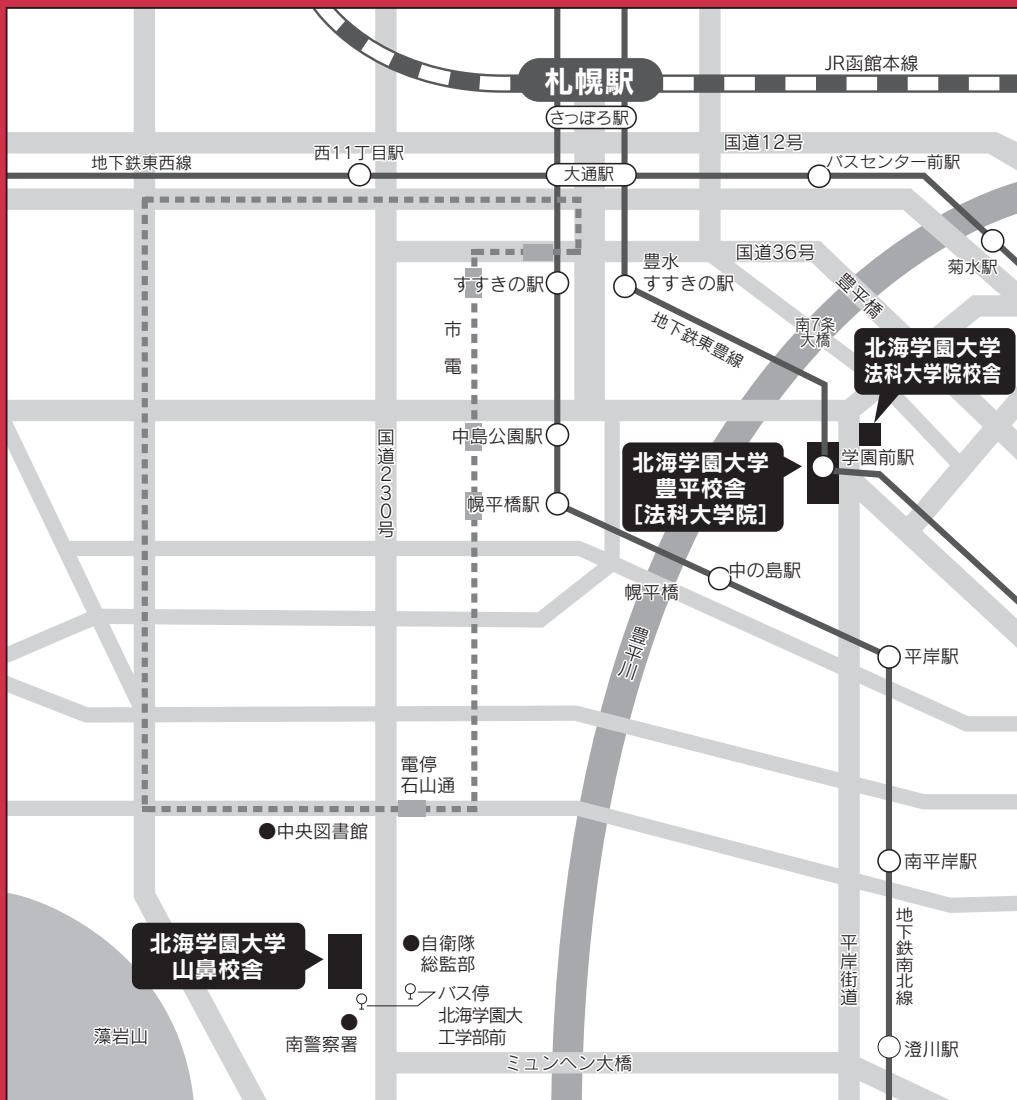 JR函館本線
札幌駅
さっぽろ駅
国道12号
地下鉄東西線
西11丁目駅
大通駅
バスセンター前駅
国道36号
豊水
すすきの駅
すすきの駅
菊水駅
豊平橋
南7条
大橋
地下鉄東豊線
市電
北海学園大学
法科大学院校舎
中島公園駅
国道230号
学園前駅
北海学園大学
豊平校舎
[法科大学院]
幌平橋駅
中の島駅
幌平橋
豊平川
平岸駅
電停
石山通
中央図書館
南平岸駅
地下鉄南北線
平岸街道
北海学園大学
山鼻校舎
自衛隊
総監部
バス停
北海学園大
工学部前
南警察署
藻岩山
澄川駅
ミュンヘン大橋